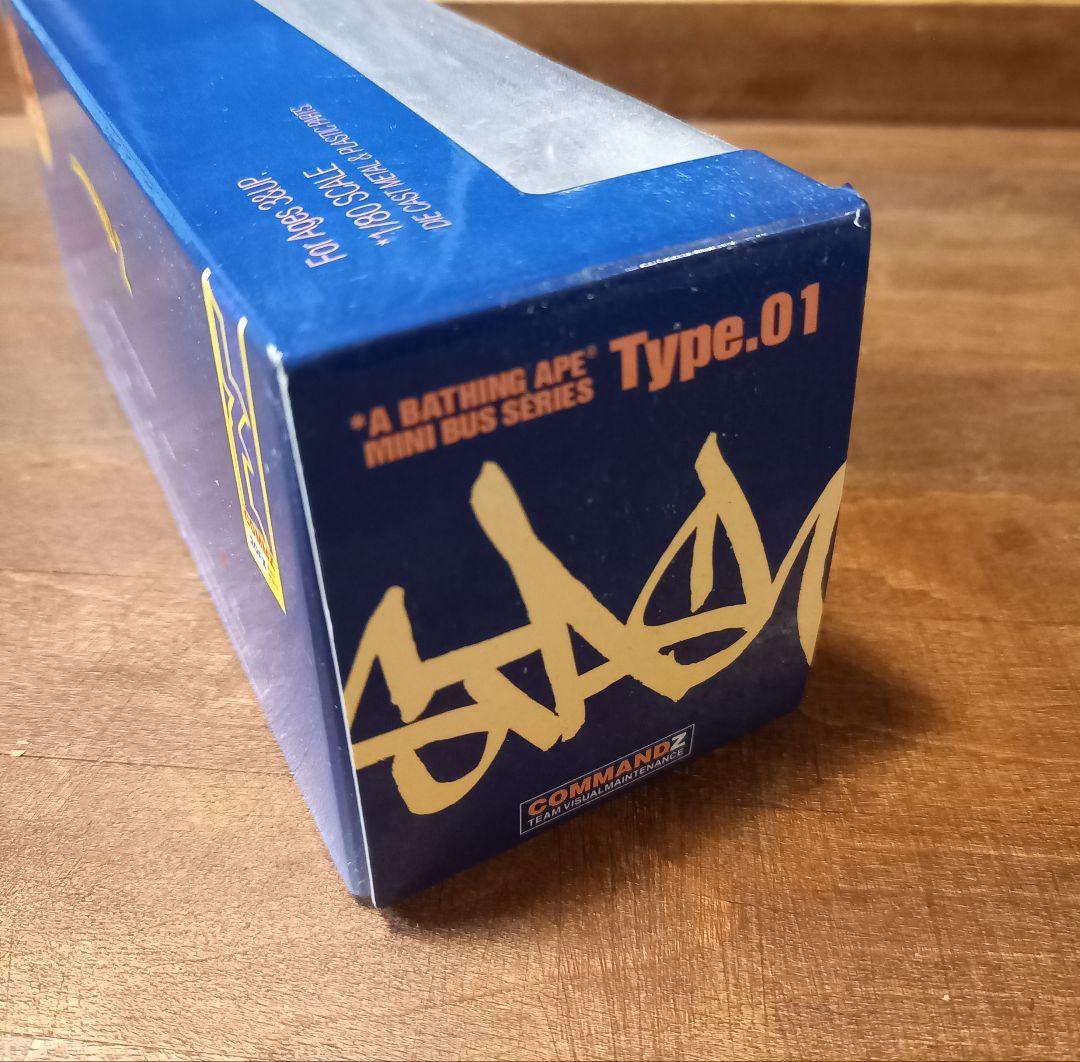 For Ages 3&UP.
*1/80 SCALE
DIE CAST METAL & PLASTIC PARTS
*A BATHING APE®
MINI BUS SERIES
Type.01
COMMANDZ
TEAM VISUALMAINTENANCE